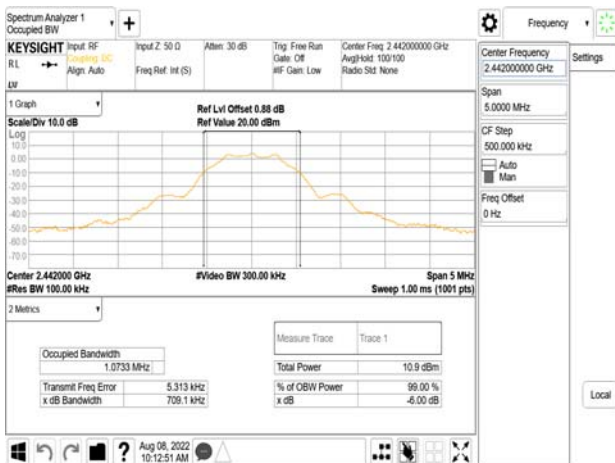 Spectrum Analyzer 1
Occupied BW
+
Frequency
KEYSIGHT
RL
Input: RF
Coupling: DC
Align: Auto
Input Z: 50 Ω
Freq Ref: Int (S)
Atten: 30 dB
Trig: Free Run
Gate: Off
#IF Gain: Low
Center Freq: 2.442000000 GHz
Avg|Hold: 100/100
Radio Std: None
Center Frequency
2.442000000 GHz
Settings
Span
5.0000 MHz
CF Step
500.000 kHz
Auto
Man
Freq Offset
0 Hz
Local
1 Graph
Scale/Div 10.0 dB
Ref Lvl Offset 0.88 dB
Ref Value 20.00 dBm
Log
10.0
0.00
-10.0
-20.0
-30.0
-40.0
-50.0
-60.0
-70.0
Center 2.442000 GHz
#Video BW 300.00 kHz
Span 5 MHz
#Res BW 100.00 kHz
Sweep 1.00 ms (1001 pts)
2 Metrics
Measure Trace Trace 1
Occupied Bandwidth
1.0733 MHz
Total Power 10.9 dBm
Transmit Freq Error 5.313 kHz
% of OBW Power 99.00 %
x dB Bandwidth 709.1 kHz
x dB -6.00 dB
?
Aug 08, 2022
10:12:51 AM